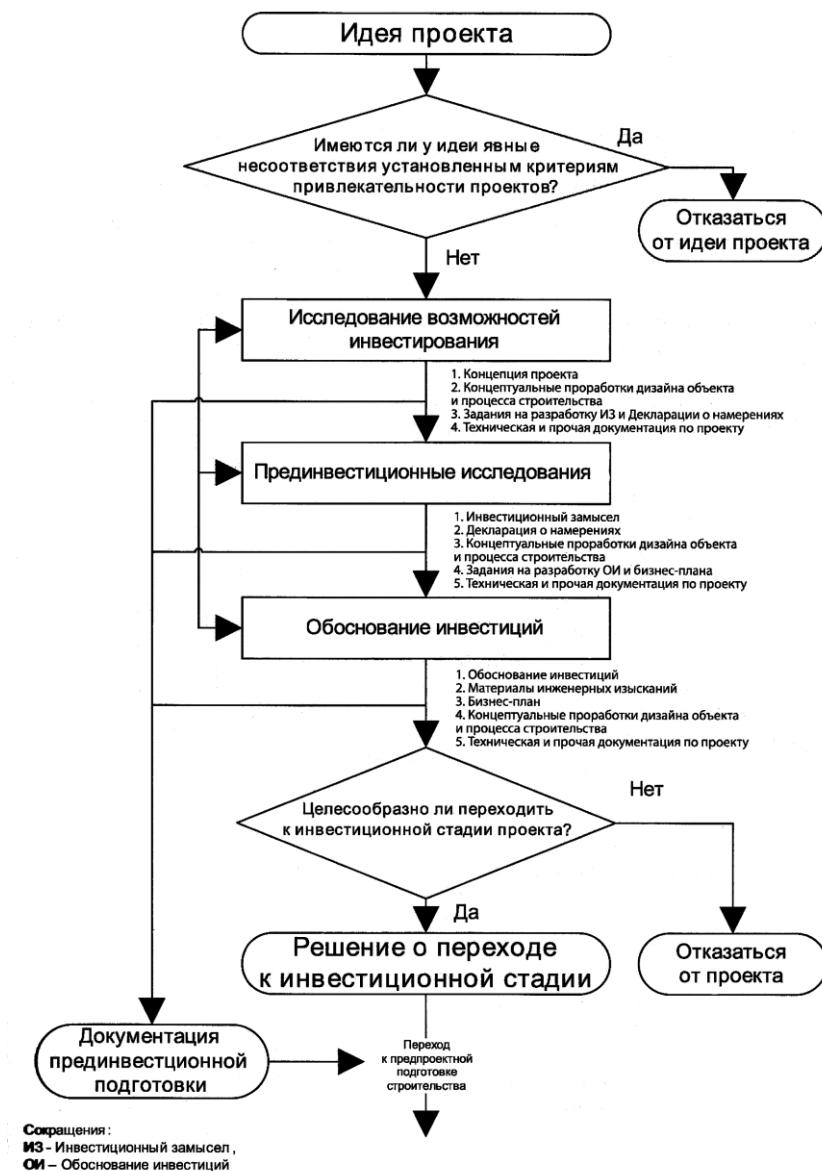 Идея проекта
Имеются ли у идеи явные
несоответствия установленным критериям
привлекательности проектов?
Да
Отказаться
от идеи проекта
Нет
Исследование возможностей
инвестирования
1. Концепция проекта
2. Концептуальные проработки дизайна объекта
и процесса строительства
3. Задания на разработку ИЗ и Декларации о намерениях
4. Техническая и прочая документация по проекту
Прединвестиционные исследования
1. Инвестиционный замысел
2. Декларация о намерениях
3. Концептуальные проработки дизайна объекта
и процесса строительства
4. Задания на разработку ОИ и бизнес-плана
5. Техническая и прочая документация по проекту
Обоснование инвестиций
1. Обоснование инвестиций
2. Материалы инженерных изысканий
3. Бизнес-план
4. Концептуальные проработки дизайна объекта
и процесса строительства
5. Техническая и прочая документация по проекту
Целесообразно ли переходить
к инвестиционной стадии проекта?
Нет
Да
Решение о переходе
к инвестиционной стадии
Отказаться
от проекта
Документация
прединвестционной
подготовки
Переход
к предпроектной
подготовке
строительства
Сокращения:
ИЗ - Инвестиционный замысел,
ОИ – Обоснование инвестиций